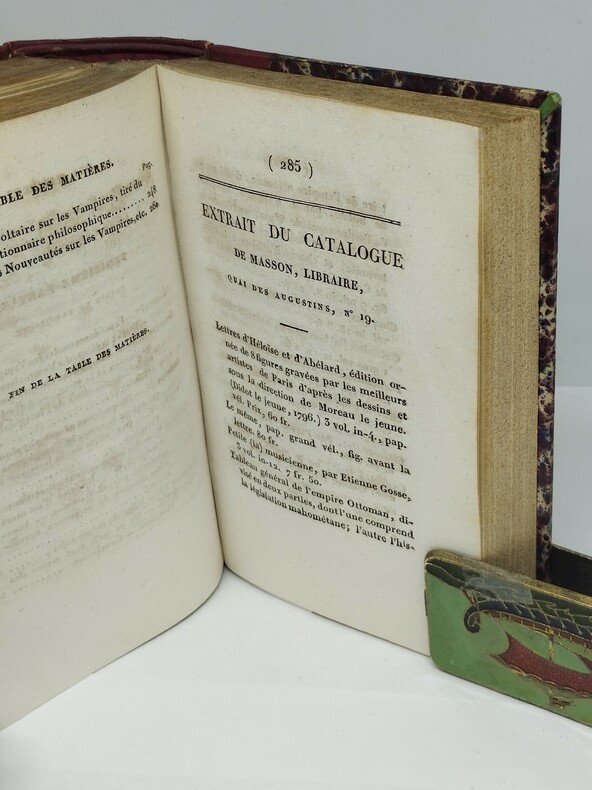 BLE DES MATIÈRES.
Pag.
oltaire sur les Vampires, tiré du
tionnaire philosophique......... 248
s Nouveautés sur les Vampires, etc. 260
FIN DE LA TABLE DES MATIÈRES.
( 285 )
EXTRAIT DU CATALOGUE
DE MASSON, LIBRAIRE,
QUAI DES AUGUSTINS, N° 19.
Lettres d'Héloïse et d'Abélard, édition or-
née de 8 figures gravées par les meilleurs
artistes de Paris d'après les dessins et
sous la direction de Moreau le jeune.
(Didot le jeune, 1796.) 3 vol. in-4., pap.
vél. Prix, 60 fr.
Le même, pap. grand vél., fig. avant la
lettre. 80 fr.
Petite (la) musicienne, par Etienne Gosse,
3 vol. in-12. 7 fr. 50.
Tableau général de l'empire Ottoman, di-
visé en deux parties, dont l'une comprend
la législation mahométane; l'autre l'his-